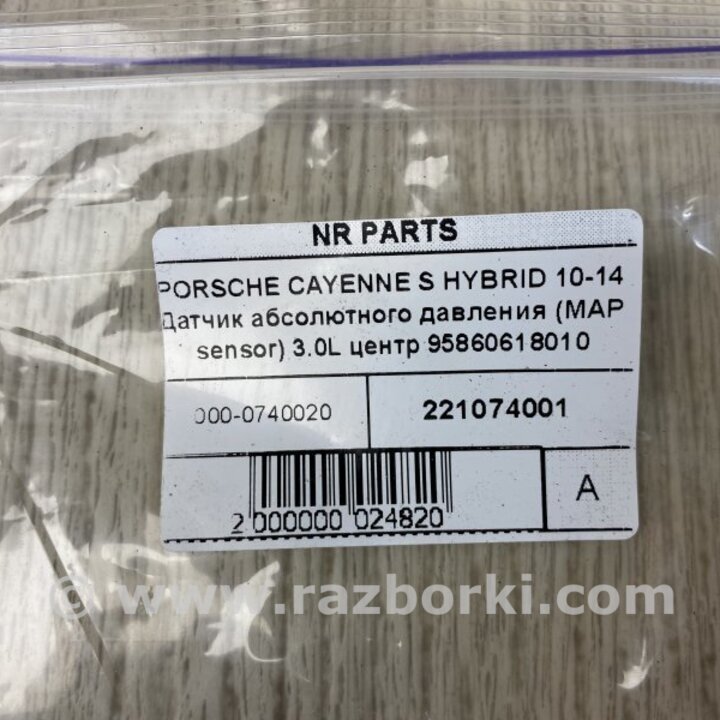 NR PARTS
PORSCHE CAYENNE S HYBRID 10-14
Датчик абсолютного давления (MAP
sensor) 3.0L центр 95860618010
000-0740020
221074001
A
2 000000 024820
© www.razborki.com